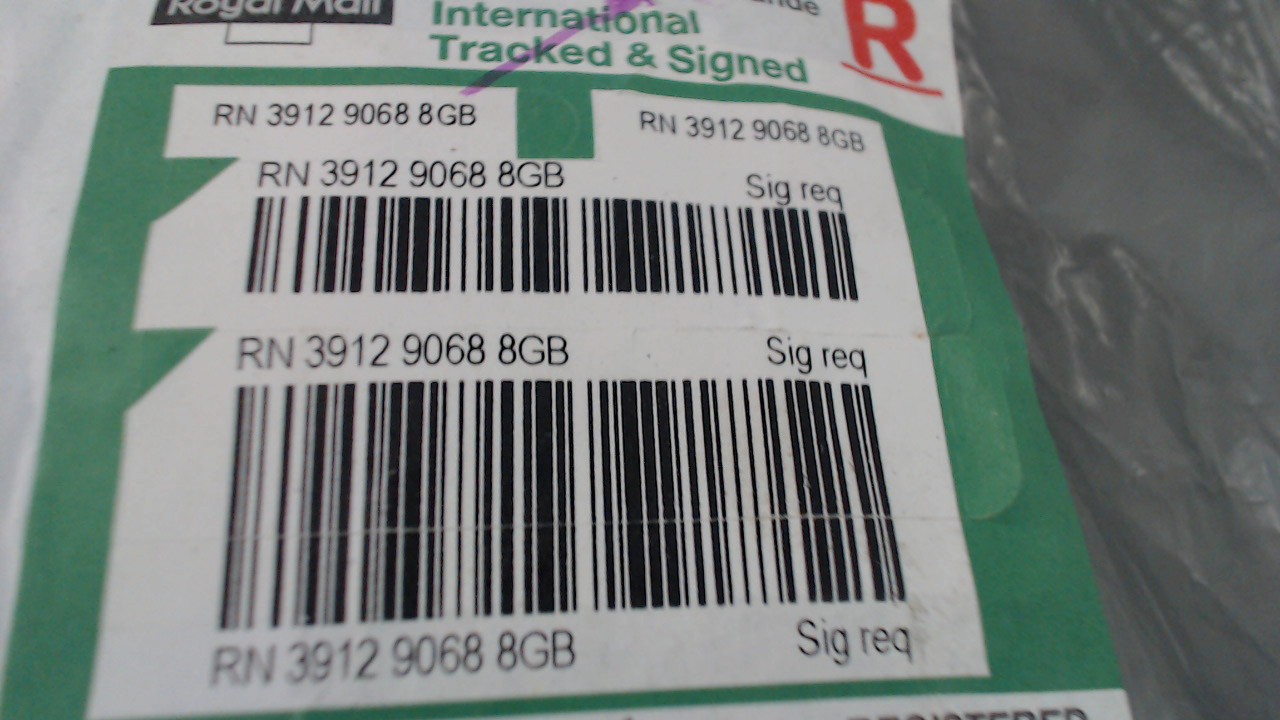 Royal Mail
International
Tracked & Signed
R
RN 3912 9068 8GB
RN 3912 9068 8GB
RN 3912 9068 8GB
Sig req
RN 3912 9068 8GB
Sig req
RN 3912 9068 8GB
Sig req
REGISTERED